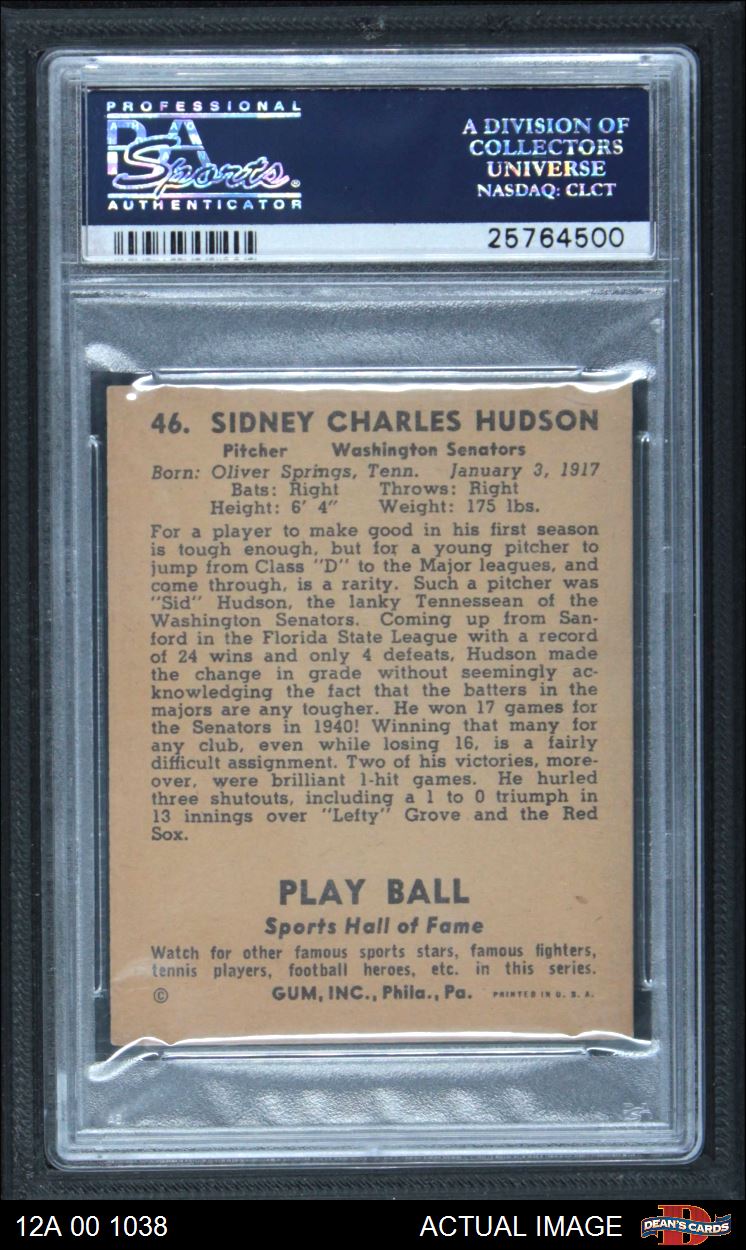 PROFESSIONAL
PSA
Sports®
AUTHENTICATOR
A DIVISION OF
COLLECTORS
UNIVERSE
NASDAQ: CLCT
25764500
46. SIDNEY CHARLES HUDSON
Pitcher Washington Senators
Born: Oliver Springs, Tenn. January 3, 1917
Bats: Right Throws: Right
Height: 6' 4" Weight: 175 lbs.
For a player to make good in his first season
is tough enough, but for a young pitcher to
jump from Class "D" to the Major leagues, and
come through, is a rarity. Such a pitcher was
"Sid" Hudson, the lanky Tennessean of the
Washington Senators. Coming up from San-
ford in the Florida State League with a record
of 24 wins and only 4 defeats, Hudson made
the change in grade without seemingly ac-
knowledging the fact that the batters in the
majors are any tougher. He won 17 games for
the Senators in 1940! Winning that many for
any club, even while losing 16, is a fairly
difficult assignment. Two of his victories, more-
over, were brilliant 1-hit games. He hurled
three shutouts, including a 1 to 0 triumph in
13 innings over "Lefty" Grove and the Red
Sox.
PLAY BALL
Sports Hall of Fame
Watch for other famous sports stars, famous fighters,
tennis players, football heroes, etc. in this series.
© GUM, INC., Phila., Pa. PRINTED IN U. S. A.
12A 00 1038 ACTUAL IMAGE DEAN'S CARDS